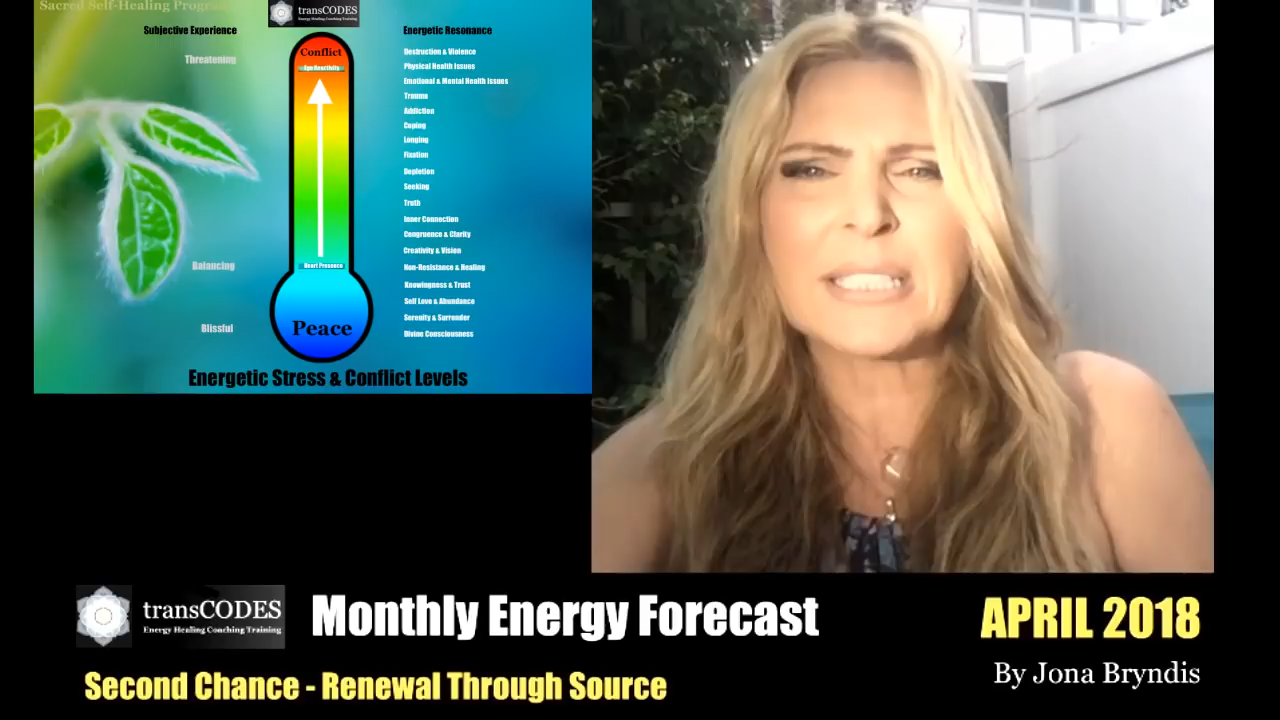 Sacred Self-Healing Program
transCODES
Energy Healing Coaching Training
Subjective Experience
Threatening
Balancing
Blissful
Conflict
Ego Reactivity
Heart Presence
Peace
Energetic Resonance
Destruction & Violence
Physical Health Issues
Emotional & Mental Health Issues
Trauma
Addiction
Coping
Longing
Fixation
Depletion
Seeking
Truth
Inner Connection
Congruence & Clarity
Creativity & Vision
Non-Resistance & Healing
Knowingness & Trust
Self Love & Abundance
Serenity & Surrender
Divine Consciousness
Energetic Stress & Conflict Levels
transCODES
Energy Healing Coaching Training
Monthly Energy Forecast
APRIL 2018
By Jona Bryndis
Second Chance - Renewal Through Source